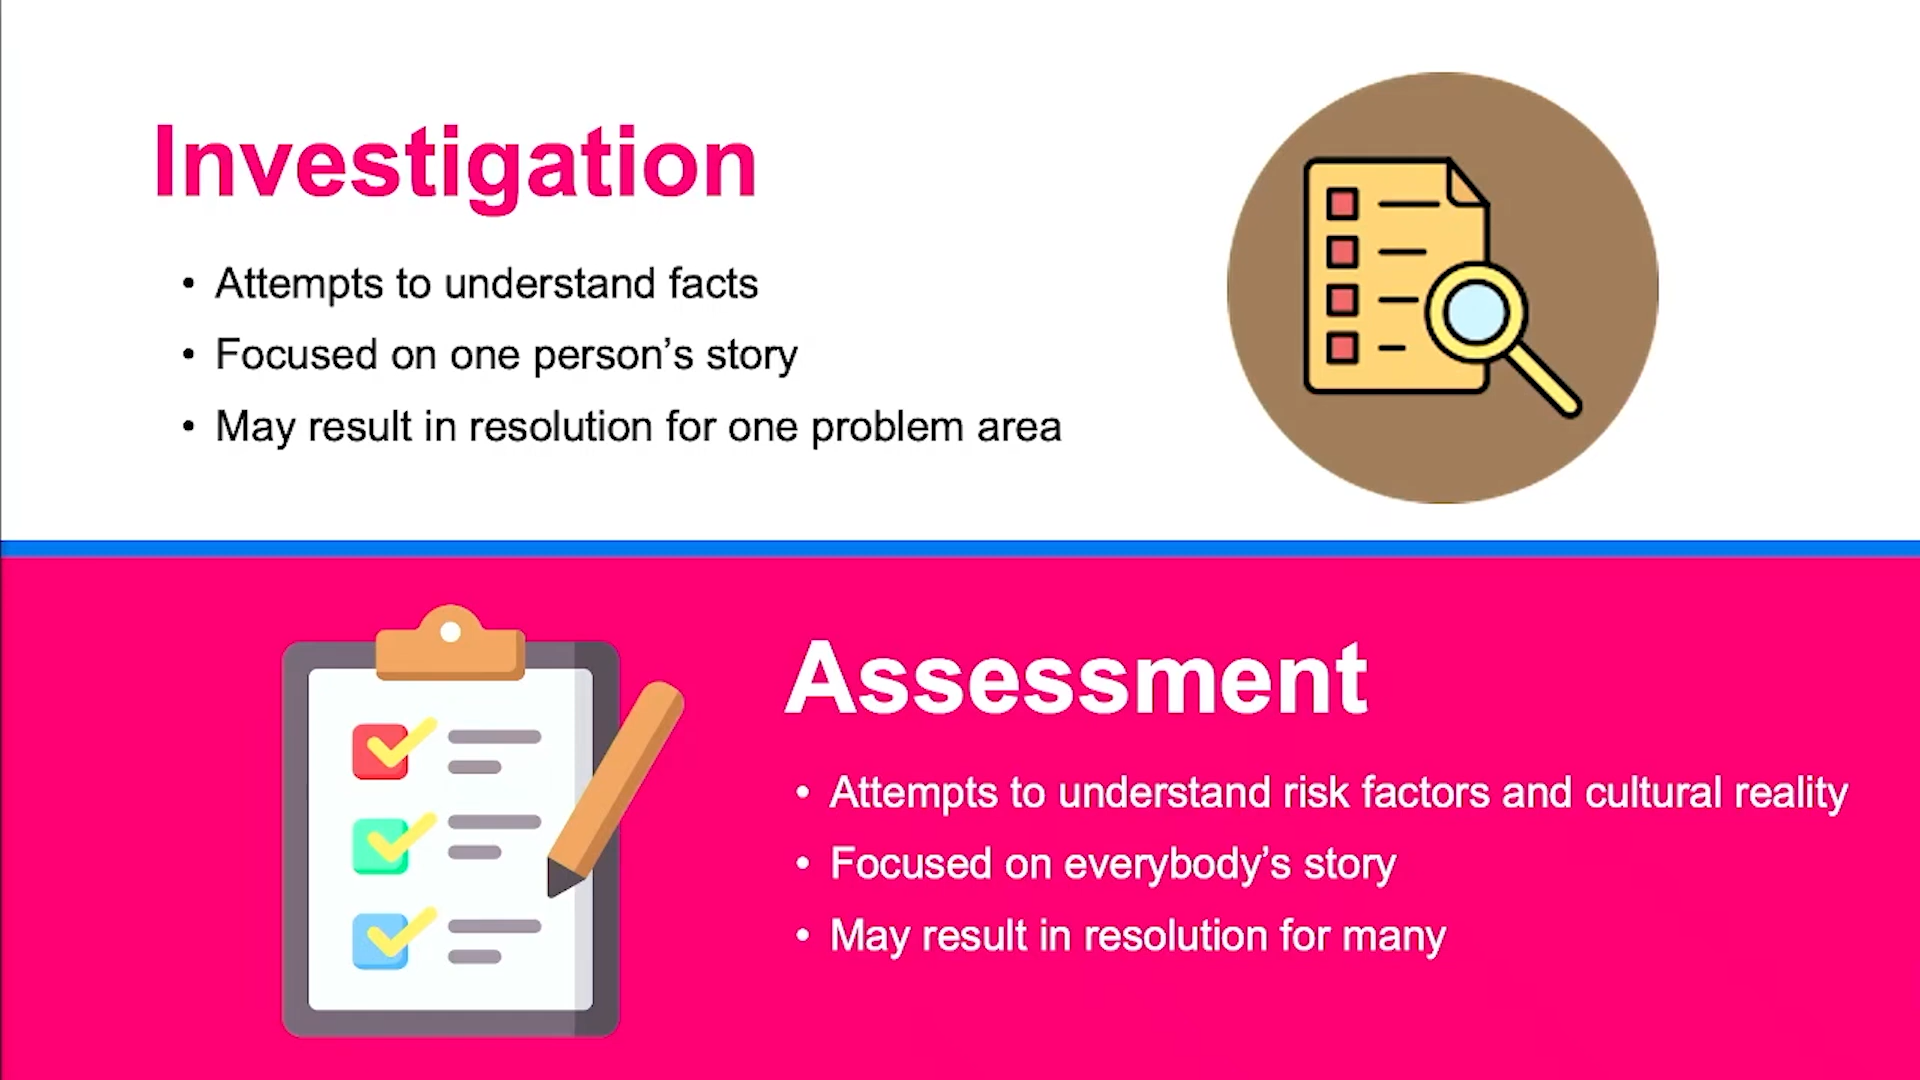 Investigation
• Attempts to understand facts
• Focused on one person’s story
• May result in resolution for one problem area
Assessment
• Attempts to understand risk factors and cultural reality
• Focused on everybody’s story
• May result in resolution for many